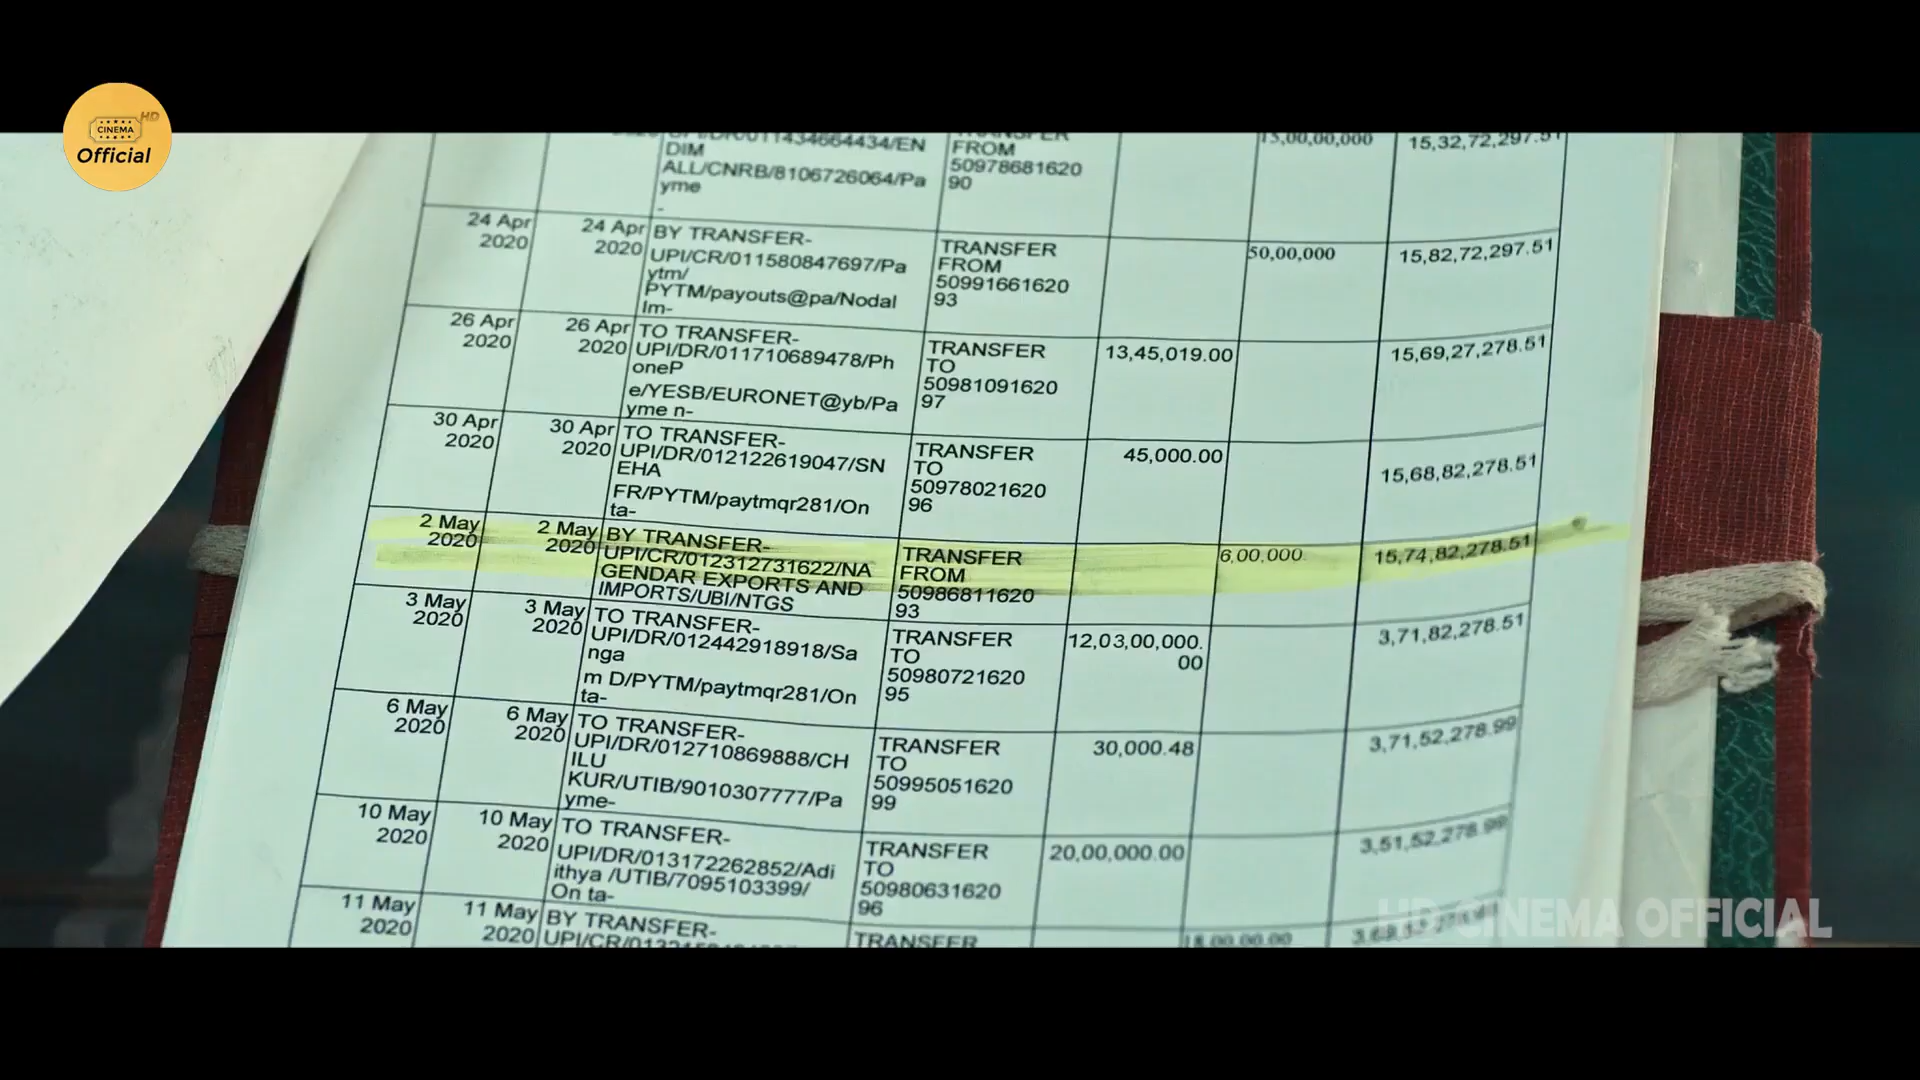 HD
CINEMA
Official
UPI/DR/011434664434/EN
DIM
ALL/CNRB/8106726064/Pa
yme
-
TRANSFER
FROM
50978681620
90
15,00,00,000
15,32,72,297.51
24 Apr
2020
24 Apr
2020
BY TRANSFER-
UPI/CR/011580847697/Pa
ytm/
PYTM/payouts@pa/Nodal
Im-
TRANSFER
FROM
50991661620
93
50,00,000
15,82,72,297.51
26 Apr
2020
26 Apr
2020
TO TRANSFER-
UPI/DR/011710689478/Ph
oneP
e/YESB/EURONET@yb/Pa
yme n-
TRANSFER
TO
50981091620
97
13,45,019.00
15,69,27,278.51
30 Apr
2020
30 Apr
2020
TO TRANSFER-
UPI/DR/012122619047/SN
EHA
FR/PYTM/paytmqr281/On
ta-
TRANSFER
TO
50978021620
96
45,000.00
15,68,82,278.51
2 May
2020
2 May
2020
BY TRANSFER-
UPI/CR/012312731622/NA
GENDAR EXPORTS AND
IMPORTS/UBI/NTGS
TRANSFER
FROM
50986811620
93
6,00,000.
15,74,82,278.51
3 May
2020
3 May
2020
TO TRANSFER-
UPI/DR/012442918918/Sa
nga
m D/PYTM/paytmqr281/On
ta-
TRANSFER
TO
50980721620
95
12,03,00,000.
00
3,71,82,278.51
6 May
2020
6 May
2020
TO TRANSFER-
UPI/DR/012710869888/CH
ILU
KUR/UTIB/9010307777/Pa
yme-
TRANSFER
TO
50995051620
99
30,000.48
3,71,52,278.99
10 May
2020
10 May
2020
TO TRANSFER-
UPI/DR/013172262852/Adi
ithya /UTIB/7095103399/
On ta-
TRANSFER
TO
50980631620
96
20,00,000.00
3,51,52,278.99
11 May
2020
11 May
2020
BY TRANSFER-
TRANSFER
HD CINEMA OFFICIAL